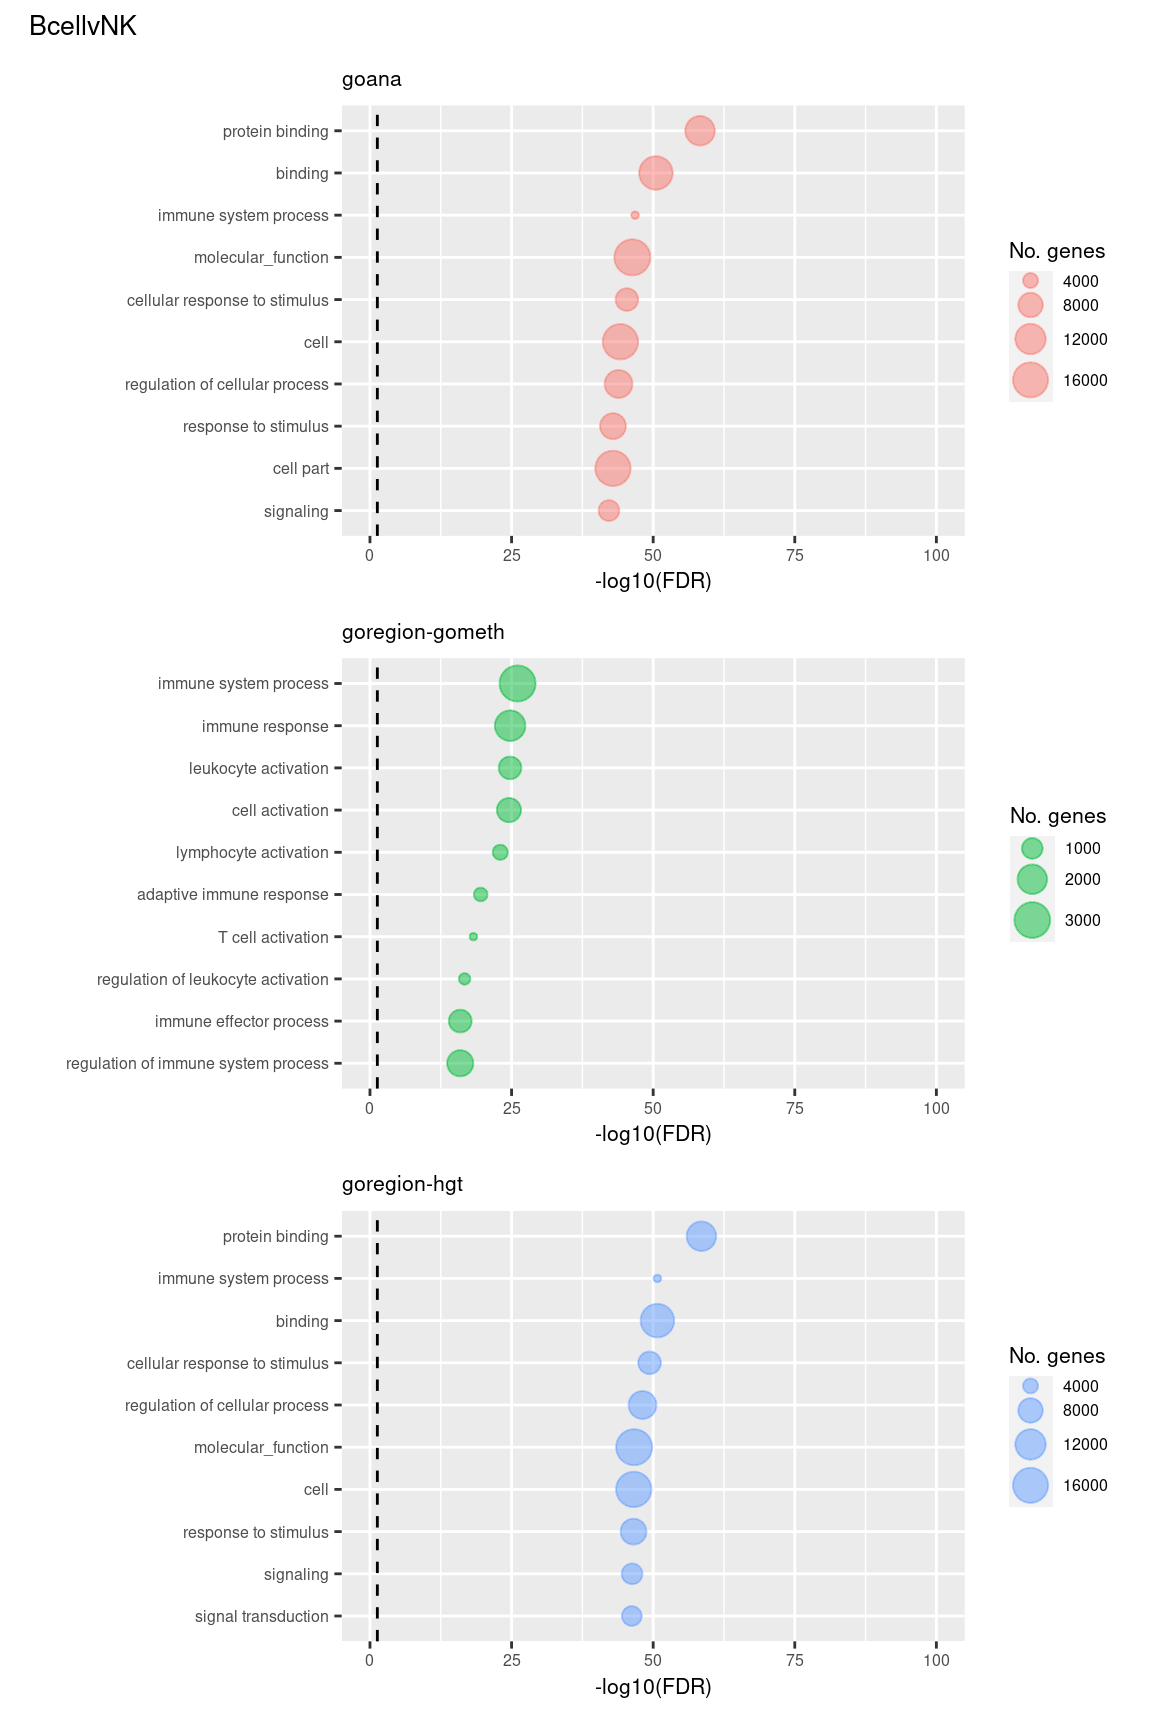 BcellvNK
goana
protein binding
binding
immune system process
molecular_function
cellular response to stimulus
cell
regulation of cellular process
response to stimulus
cell part
signaling
0 25 50 75 100
-log10(FDR)
No. genes
4000
8000
12000
16000
goregion-gometh
immune system process
immune response
leukocyte activation
cell activation
lymphocyte activation
adaptive immune response
T cell activation
regulation of leukocyte activation
immune effector process
regulation of immune system process
0 25 50 75 100
-log10(FDR)
No. genes
1000
2000
3000
goregion-hgt
protein binding
immune system process
binding
cellular response to stimulus
regulation of cellular process
molecular_function
cell
response to stimulus
signaling
signal transduction
0 25 50 75 100
-log10(FDR)
No. genes
4000
8000
12000
16000